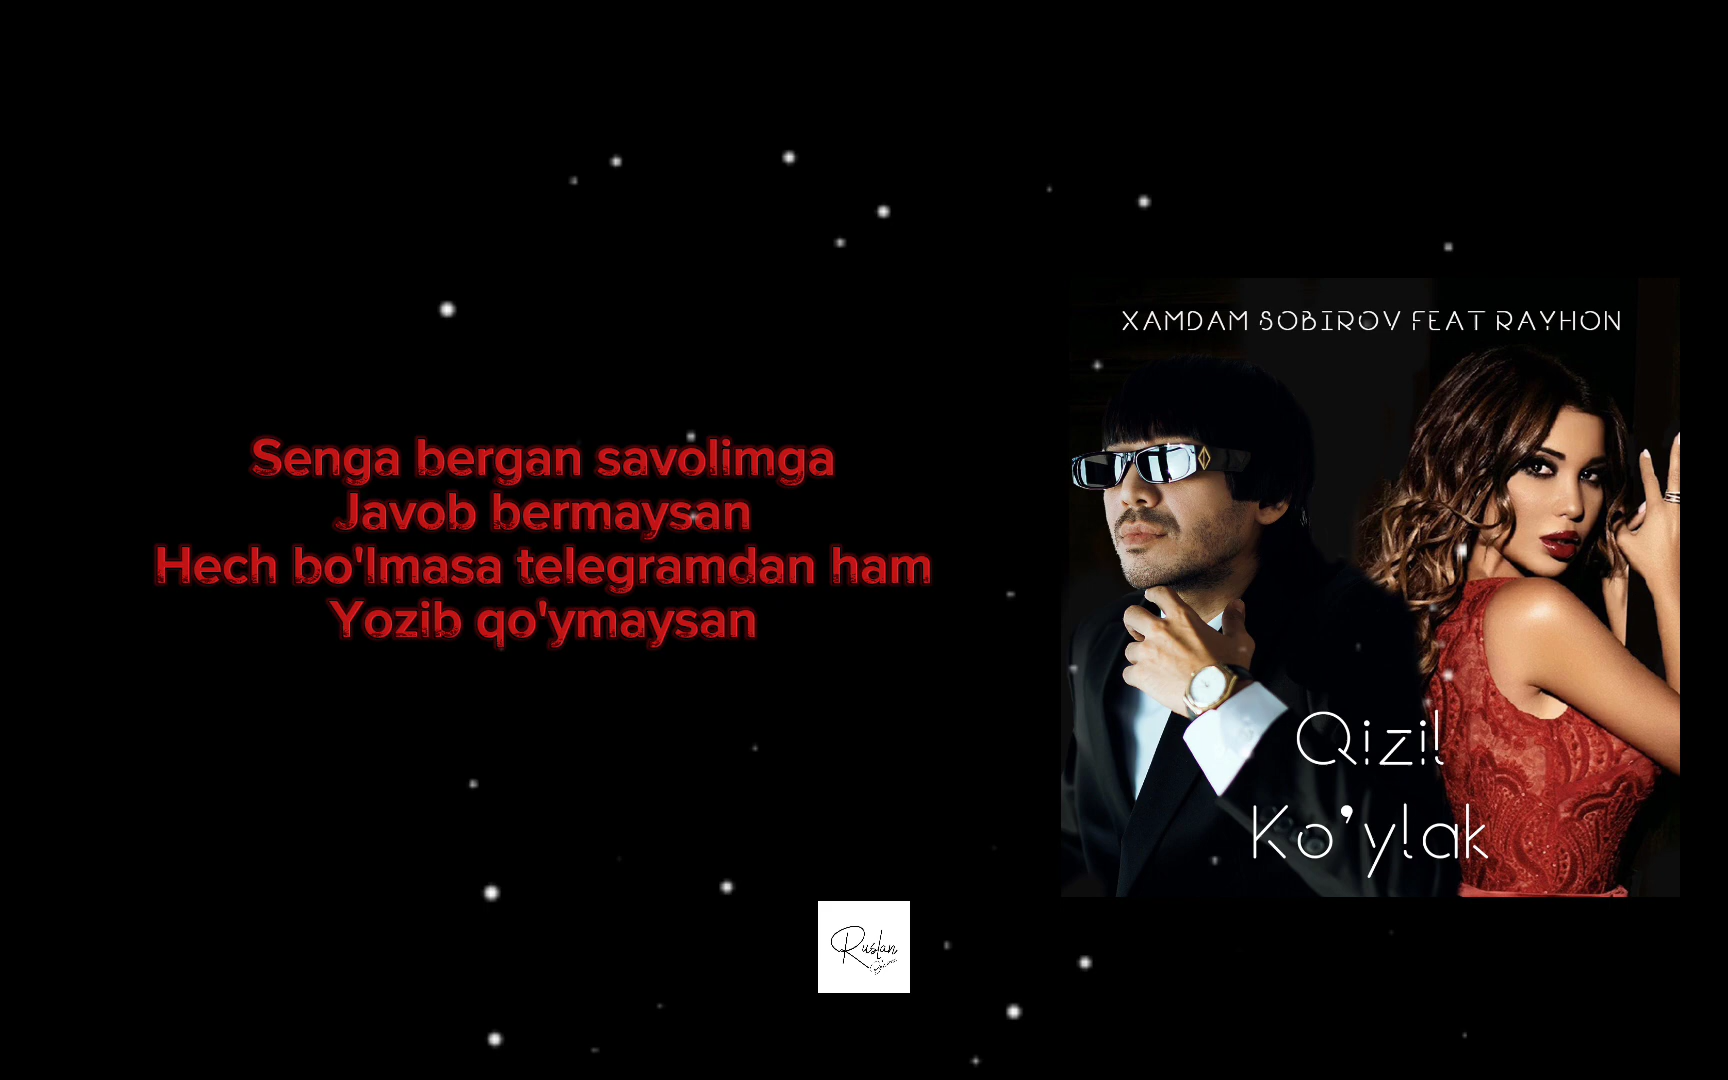 XAMDAM SOBIROV FEAT RAYHON
Senga bergan savolimga
Javob bermaysan
Hech bo'lmasa telegramdan ham
Yozib qo'ymaysan
Qizil
Ko'ylak
Ruslan